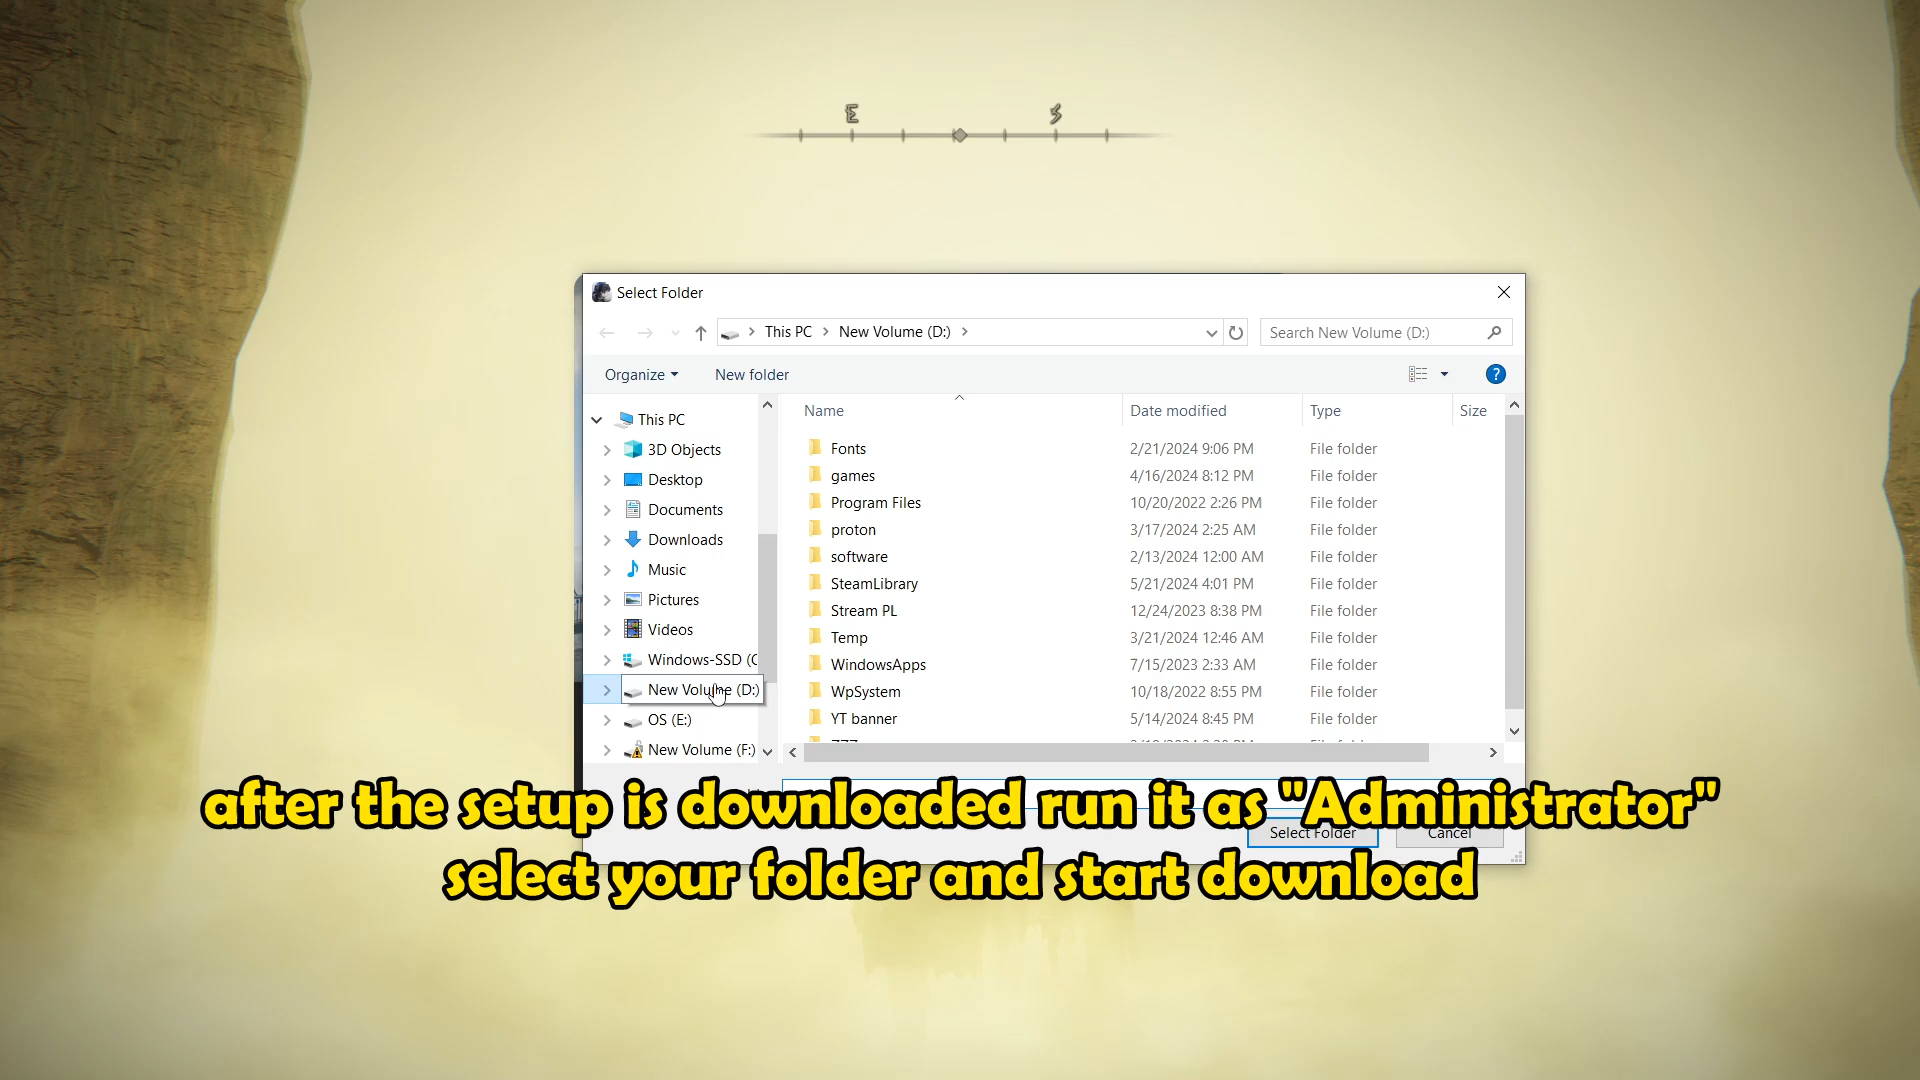 E S
Select Folder
This PC > New Volume (D:) >
Search New Volume (D:)
Organize
New folder
?
This PC
3D Objects
Desktop
Documents
Downloads
Music
Pictures
Videos
Windows-SSD (C
New Volume (D:)
OS (E:)
New Volume (F:)
Name Date modified Type Size
Fonts 2/21/2024 9:06 PM File folder
games 4/16/2024 8:12 PM File folder
Program Files 10/20/2022 2:26 PM File folder
proton 3/17/2024 2:25 AM File folder
software 2/13/2024 12:00 AM File folder
SteamLibrary 5/21/2024 4:01 PM File folder
Stream PL 12/24/2023 8:38 PM File folder
Temp 3/21/2024 12:46 AM File folder
WindowsApps 7/15/2023 2:33 AM File folder
WpSystem 10/18/2022 8:55 PM File folder
YT banner 5/14/2024 8:45 PM File folder
after the setup is downloaded run it as "Administrator"
Select Folder Cancel
select your folder and start download